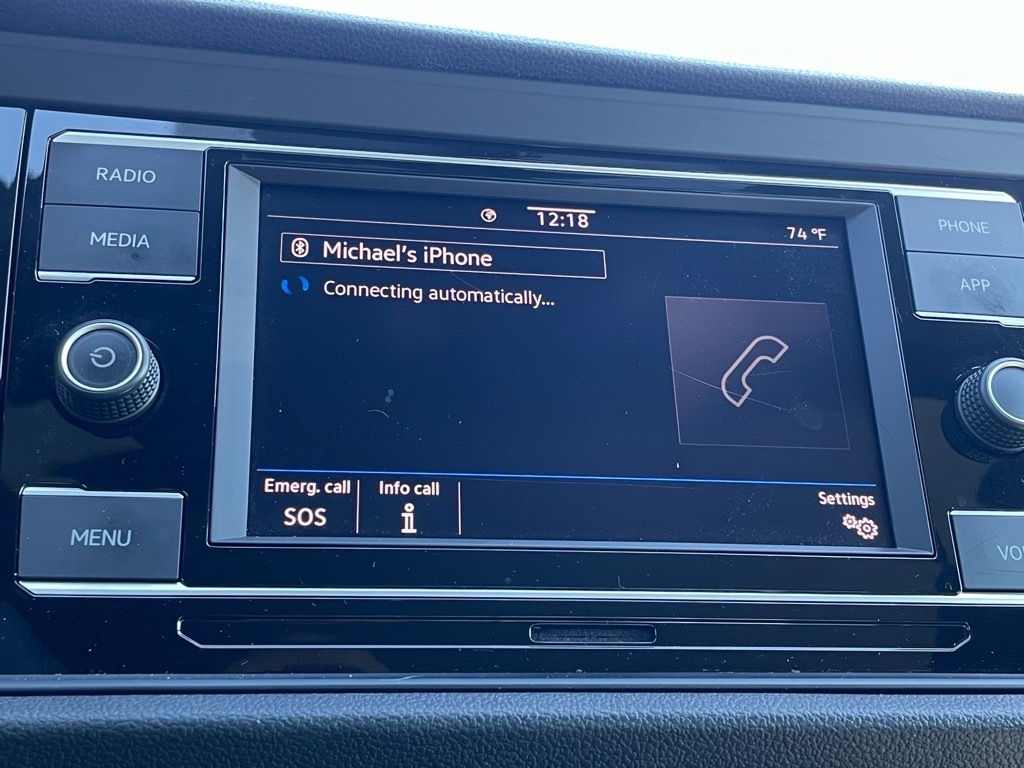 RADIO
MEDIA
MENU
12:18
74 °F
Michael's iPhone
Connecting automatically...
Emerg. call
SOS
Info call
i
Settings
PHONE
APP